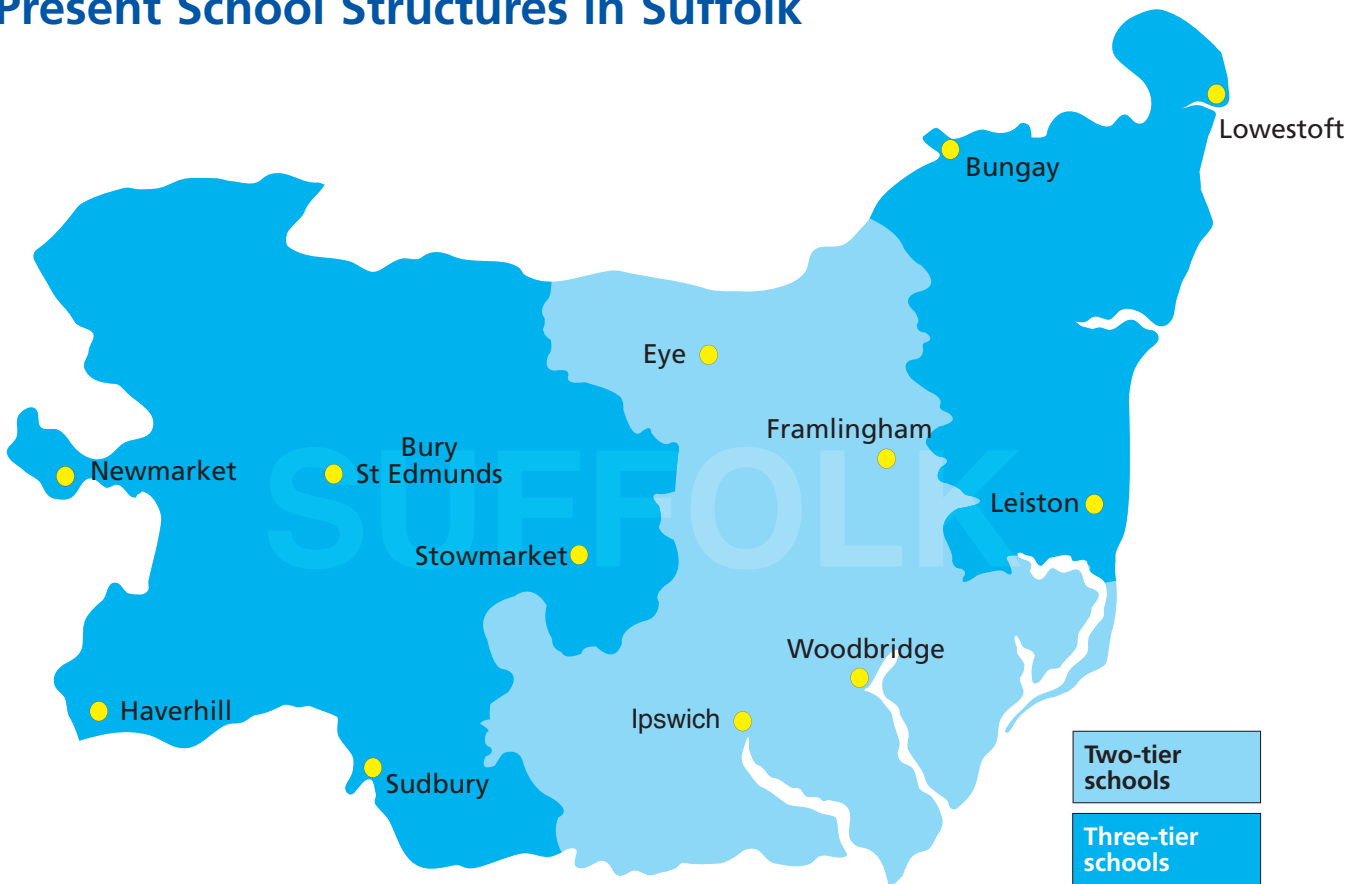 Present School Structures in Suffolk
Lowestoft
Bungay
Eye
Framlingham
Bury
St Edmunds
Newmarket
Leiston
SUFFOLK
Stowmarket
Woodbridge
Haverhill
Ipswich
Sudbury
Two-tier
schools
Three-tier
schools